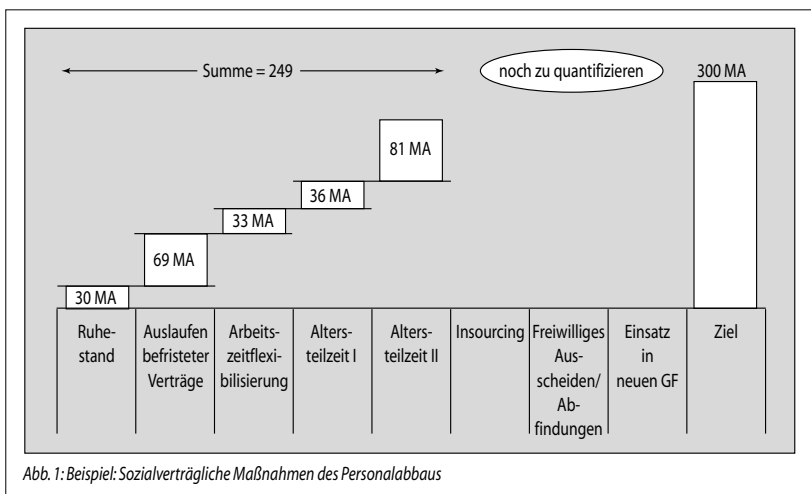 Summe = 249
noch zu quantifizieren
300 MA
81 MA
36 MA
33 MA
69 MA
30 MA
Ruhe-
stand
Auslaufen
befristeter
Verträge
Arbeits-
zeitflexi-
bilisierung
Alters-
teilzeit I
Alters-
teilzeit II
Insourcing
Freiwilliges
Aus-
scheiden/
Ab-
findungen
Einsatz
in
neuen GF
Ziel
Abb. 1: Beispiel: Sozialverträgliche Maßnahmen des Personalabbaus